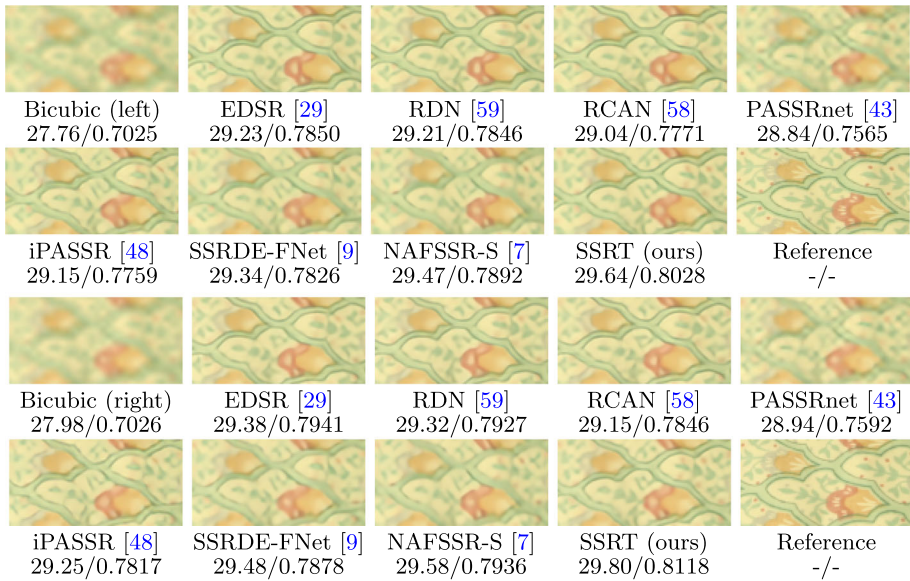 Bicubic (left) EDSR [29] RDN [59] RCAN [58] PASSRnet [43]
27.76/0.7025 29.23/0.7850 29.21/0.7846 29.04/0.7771 28.84/0.7565
iPASSR [48] SSRDE-FNet [9] NAFSSR-S [7] SSRT (ours) Reference
29.15/0.7759 29.34/0.7826 29.47/0.7892 29.64/0.8028 -/-
Bicubic (right) EDSR [29] RDN [59] RCAN [58] PASSRnet [43]
27.98/0.7026 29.38/0.7941 29.32/0.7927 29.15/0.7846 28.94/0.7592
iPASSR [48] SSRDE-FNet [9] NAFSSR-S [7] SSRT (ours) Reference
29.25/0.7817 29.48/0.7878 29.58/0.7936 29.80/0.8118 -/-